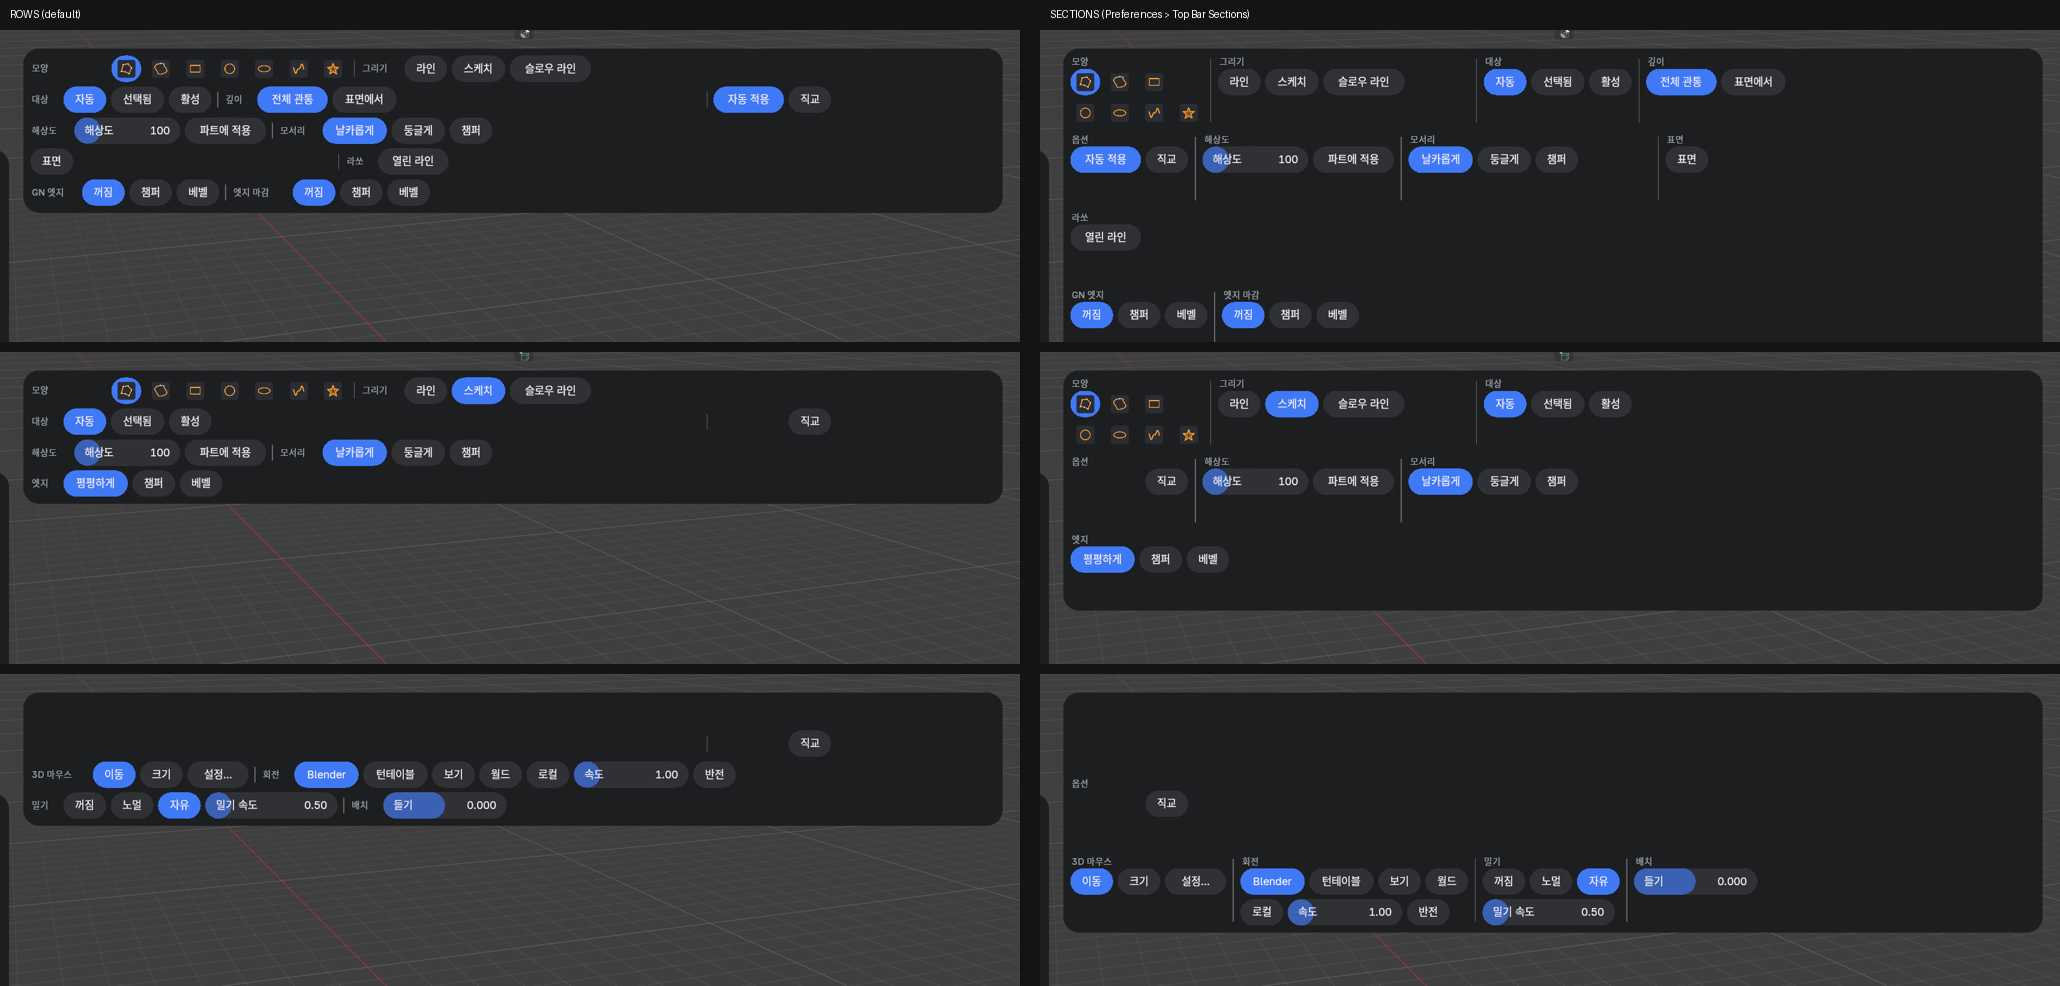 ROWS (default)
모양 그리기 라인 스케치 슬로우 라인
대상 자동 선택됨 활성 깊이 전체 관통 표면에서 자동 적용 직교
해상도 해상도 100 파트에 적용 모서리 날카롭게 둥글게 챔퍼
표면 라쏘 열린 라인
GN 엣지 꺼짐 챔퍼 베벨 엣지 마감 꺼짐 챔퍼 베벨
SECTIONS (Preferences > Top Bar Sections)
모양 그리기 대상 깊이
라인 스케치 슬로우 라인 자동 선택됨 활성 전체 관통 표면에서
옵션 해상도 모서리 표면
자동 적용 직교 해상도 100 파트에 적용 날카롭게 둥글게 챔퍼 표면
라쏘
열린 라인
GN 엣지 엣지 마감
꺼짐 챔퍼 베벨 꺼짐 챔퍼 베벨
모양 그리기 라인 스케치 슬로우 라인
대상 자동 선택됨 활성 직교
해상도 해상도 100 파트에 적용 모서리 날카롭게 둥글게 챔퍼
엣지 평평하게 챔퍼 베벨
모양 그리기 대상
라인 스케치 슬로우 라인 자동 선택됨 활성
옵션 해상도 모서리
직교 해상도 100 파트에 적용 날카롭게 둥글게 챔퍼
엣지
평평하게 챔퍼 베벨
직교
3D 마우스 이동 크기 설정... 회전 Blender 턴테이블 보기 월드 로컬 속도 1.00 반전
밀기 꺼짐 노멀 자유 밀기 속도 0.50 배치 들기 0.000
옵션
직교
3D 마우스 회전 밀기 배치
이동 크기 설정... Blender 턴테이블 보기 월드 꺼짐 노멀 자유 들기 0.000
로컬 속도 1.00 반전 밀기 속도 0.50